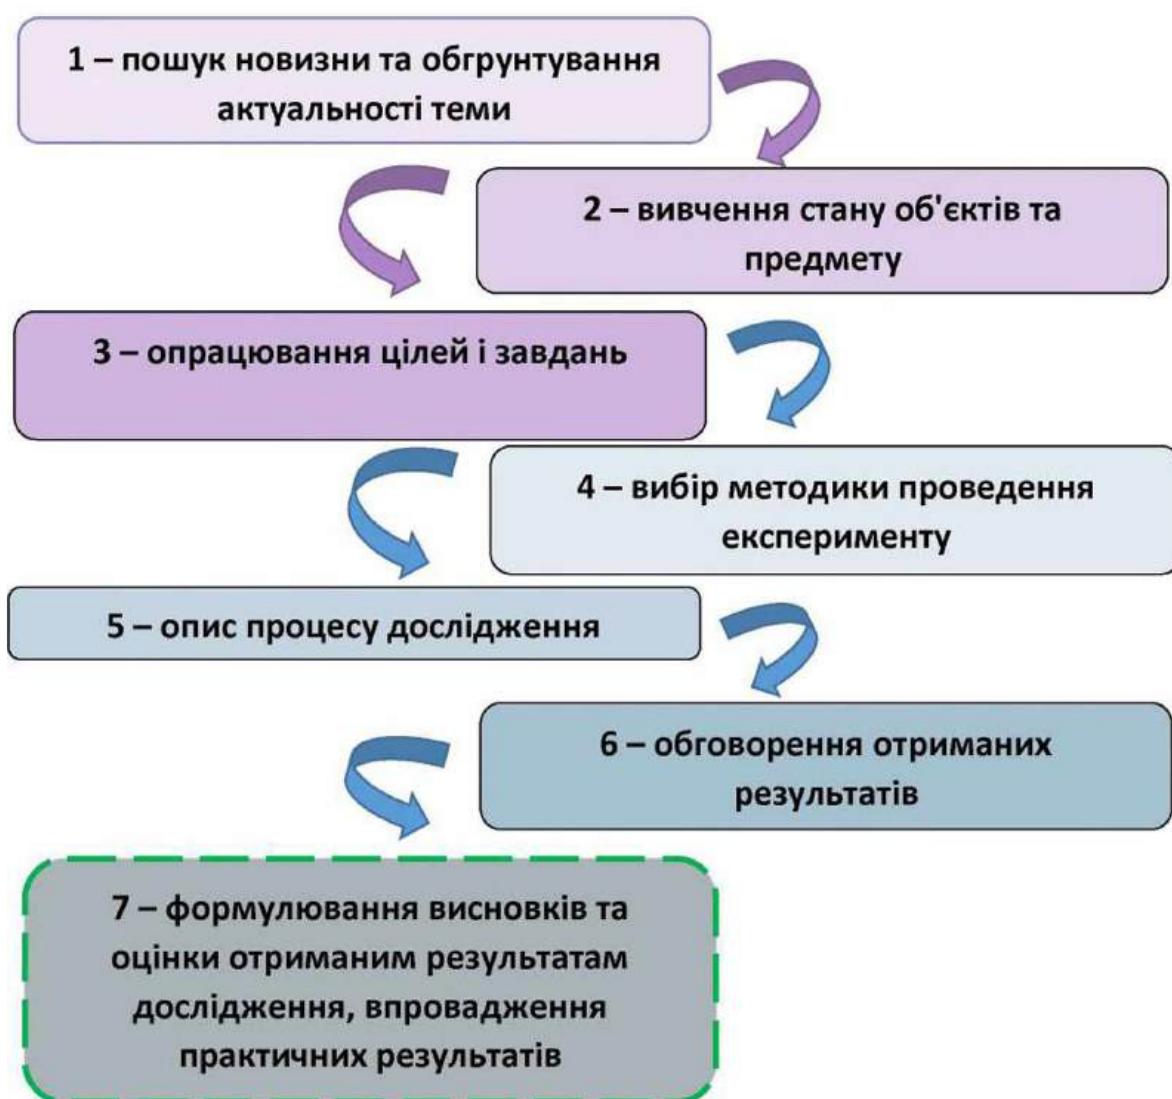 1 – пошук новизни та обгрунтування
актуальності теми
2 – вивчення стану об'єктів та
предмету
3 – опрацювання цілей і завдань
4 – вибір методики проведення
експерименту
5 – опис процесу дослідження
6 – обговорення отриманих
результатів
7 – формулювання висновків та
оцінки отриманим результатам
дослідження, впровадження
практичних результатів